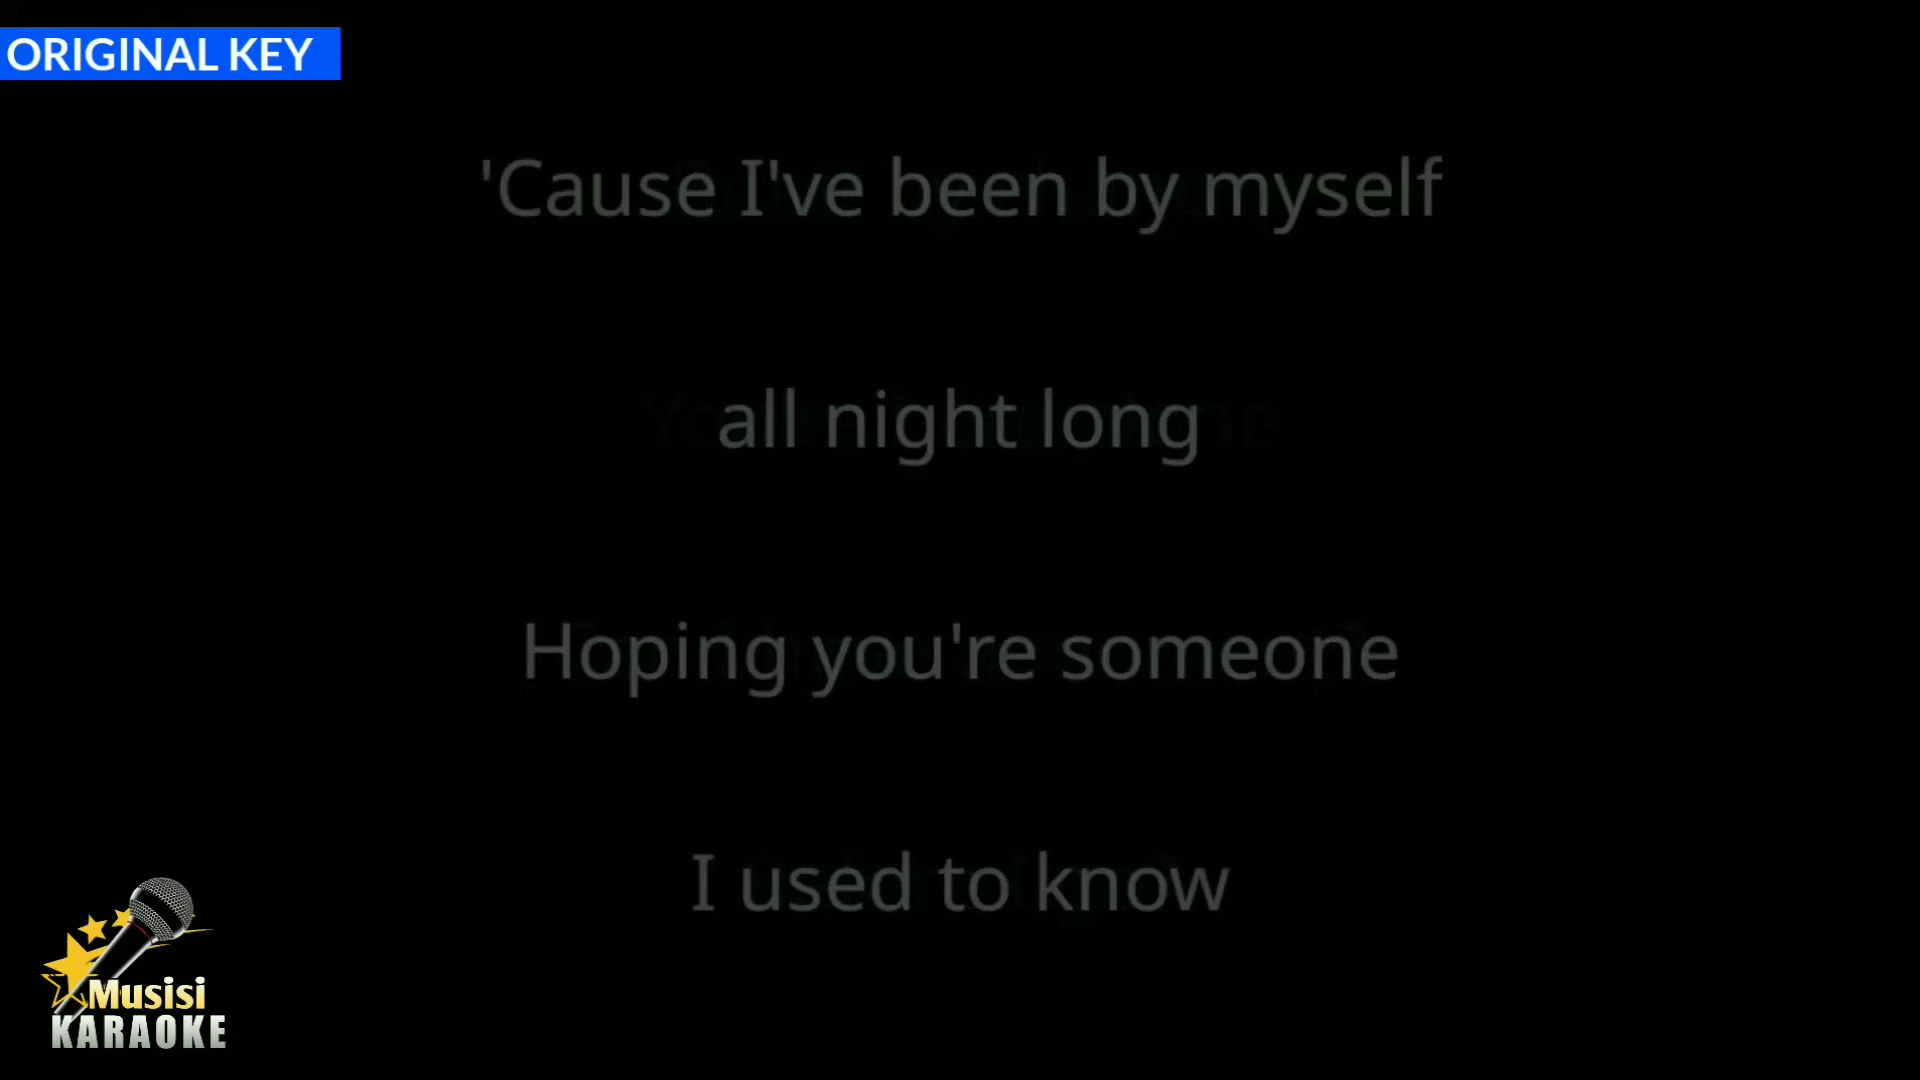 ORIGINAL KEY
'Cause I've been by myself
all night long
Hoping you're someone
I used to know
Musisi
KARAOKE